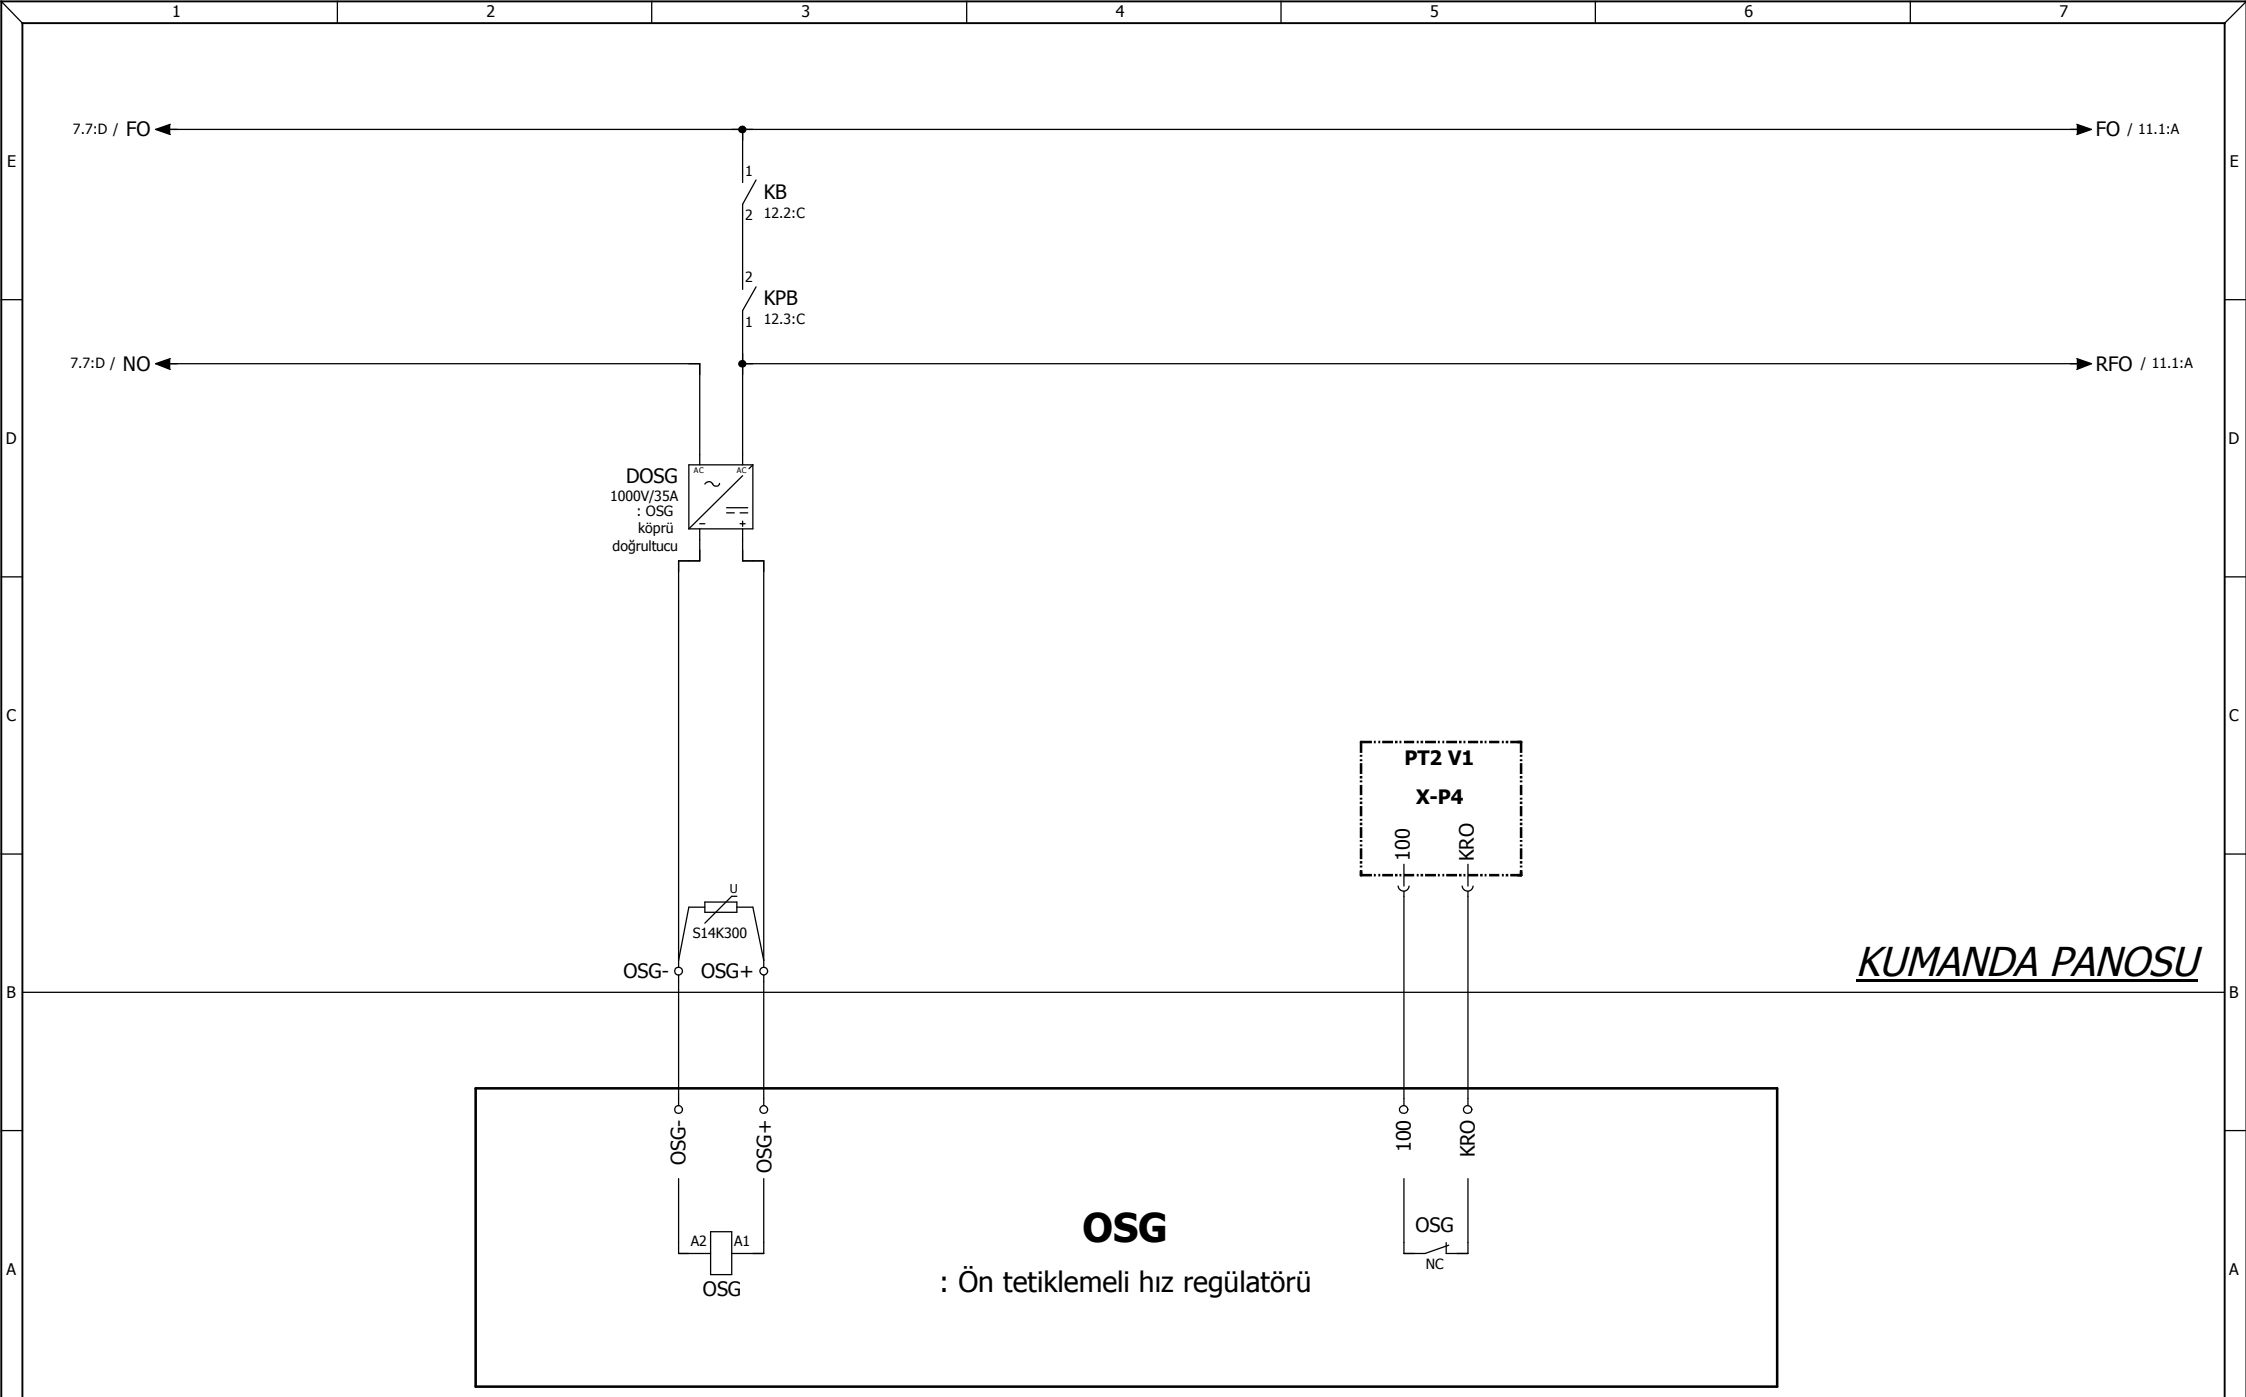 1 2 3 4 5 6 7
7.7:D / FO
FO / 11.1:A
E
E
1
KB
2 12.2:C
2
KPB
1 12.3:C
7.7:D / NO
RFO / 11.1:A
D
D
DOSG
1000V/35A
: OSG
köprü
doğrultucu
AC AC
- +
C
C
PT2 V1
X-P4
100 KRO
U
S14K300
OSG- OSG+
KUMANDA PANOSU
B
B
OSG- OSG+ 100 KRO
A2 A1
OSG
OSG
: Ön tetiklemeli hız regülatörü
OSG
NC
A
A